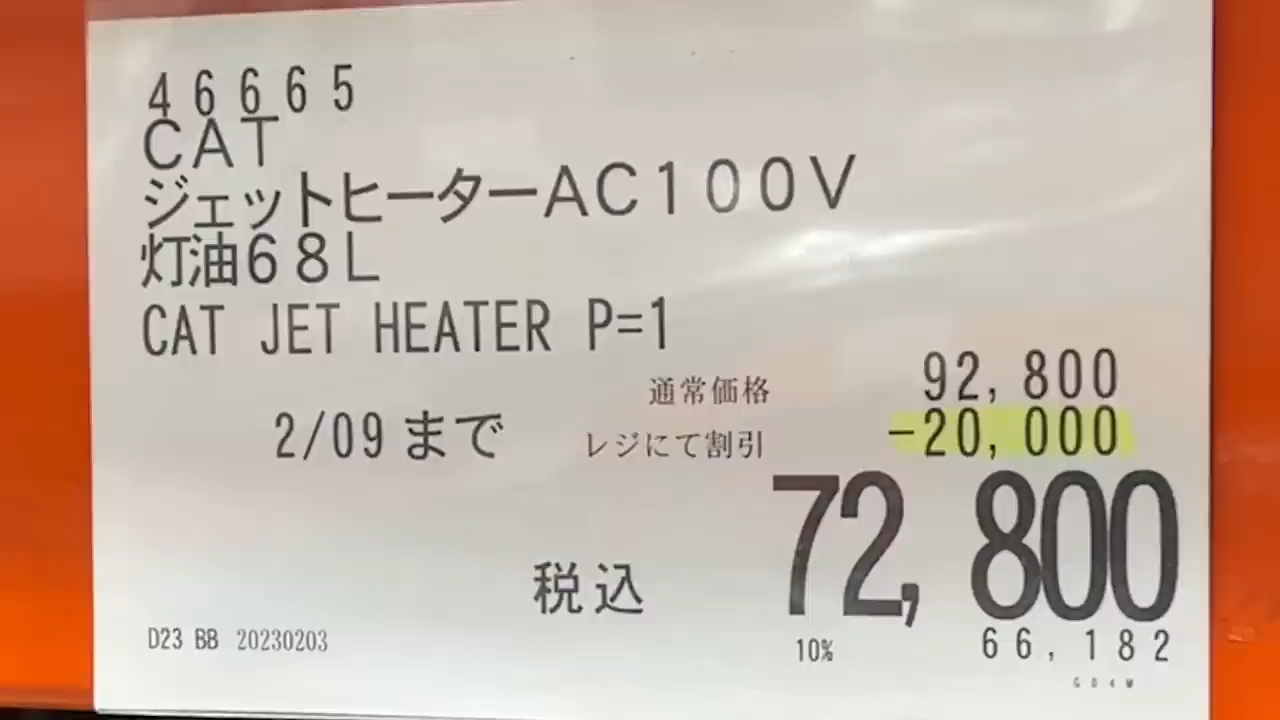 46665
CAT
ジェットヒーターAC100V
灯油68L
CAT JET HEATER P=1
通常価格 92,800
2/09まで レジにて割引 -20,000
72,800
税込
D23 BB 20230203 10% 66,182